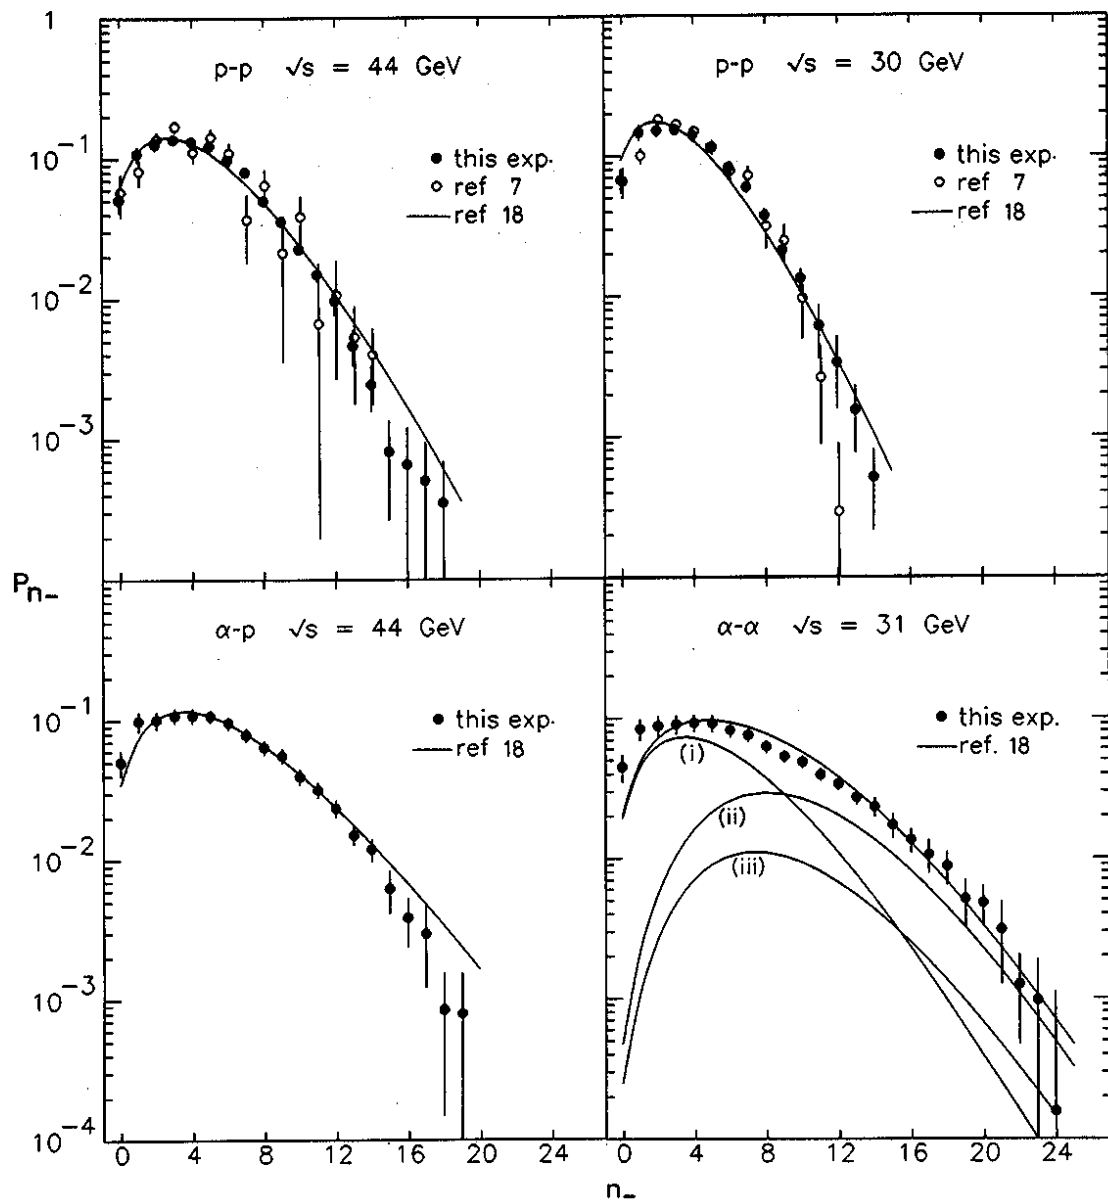 1
p-p √s = 44 GeV
this exp.
ref 7
ref 18
10⁻¹
10⁻²
10⁻³
p-p √s = 30 GeV
this exp.
ref 7
ref 18
Pn₋
α-p √s = 44 GeV
this exp.
ref 18
10⁻¹
10⁻²
10⁻³
10⁻⁴
0 4 8 12 16 20 24
α-α √s = 31 GeV
this exp.
ref. 18
(i)
(ii)
(iii)
0 4 8 12 16 20 24
n₋